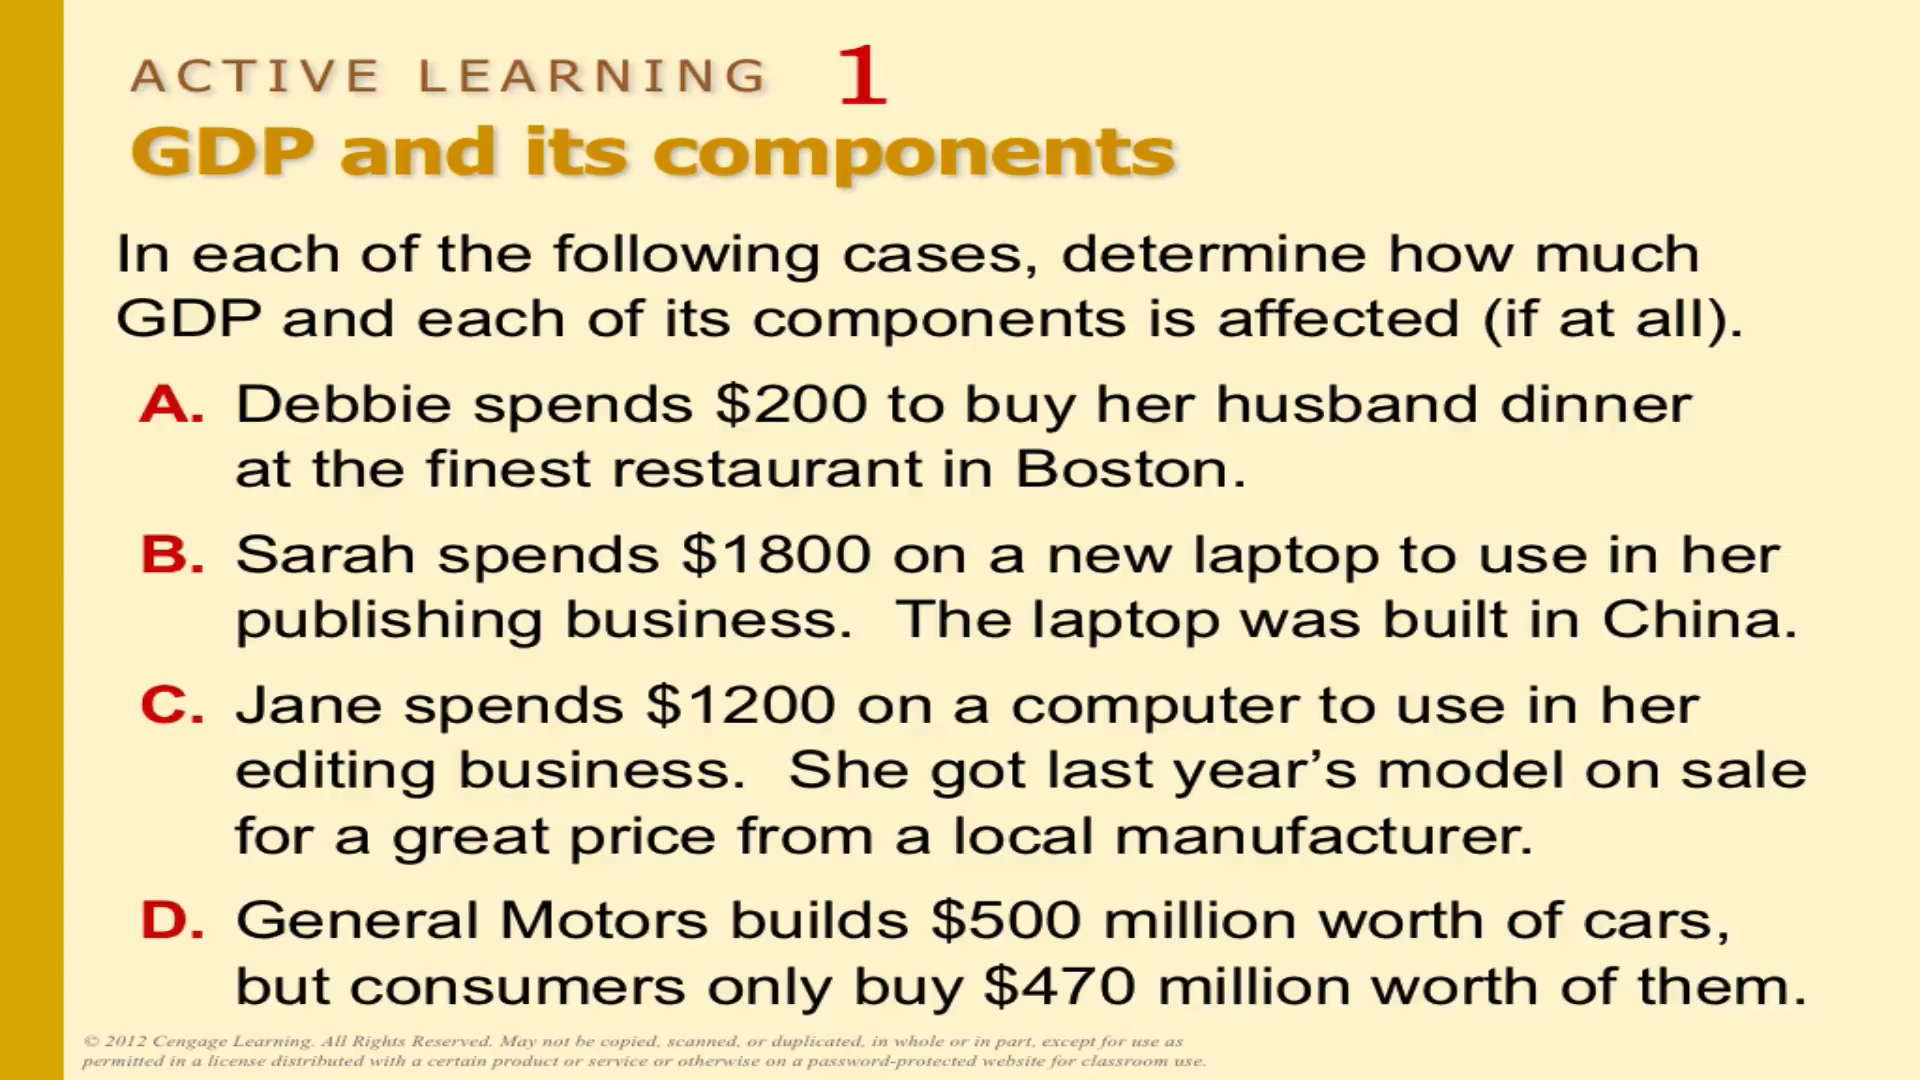 ACTIVE LEARNING 1
GDP and its components
In each of the following cases, determine how much
GDP and each of its components is affected (if at all).
A. Debbie spends $200 to buy her husband dinner
at the finest restaurant in Boston.
B. Sarah spends $1800 on a new laptop to use in her
publishing business. The laptop was built in China.
C. Jane spends $1200 on a computer to use in her
editing business. She got last year’s model on sale
for a great price from a local manufacturer.
D. General Motors builds $500 million worth of cars,
but consumers only buy $470 million worth of them.
© 2012 Cengage Learning. All Rights Reserved. May not be copied, scanned, or duplicated, in whole or in part, except for use as
permitted in a license distributed with a certain product or service or otherwise on a password-protected website for classroom use.